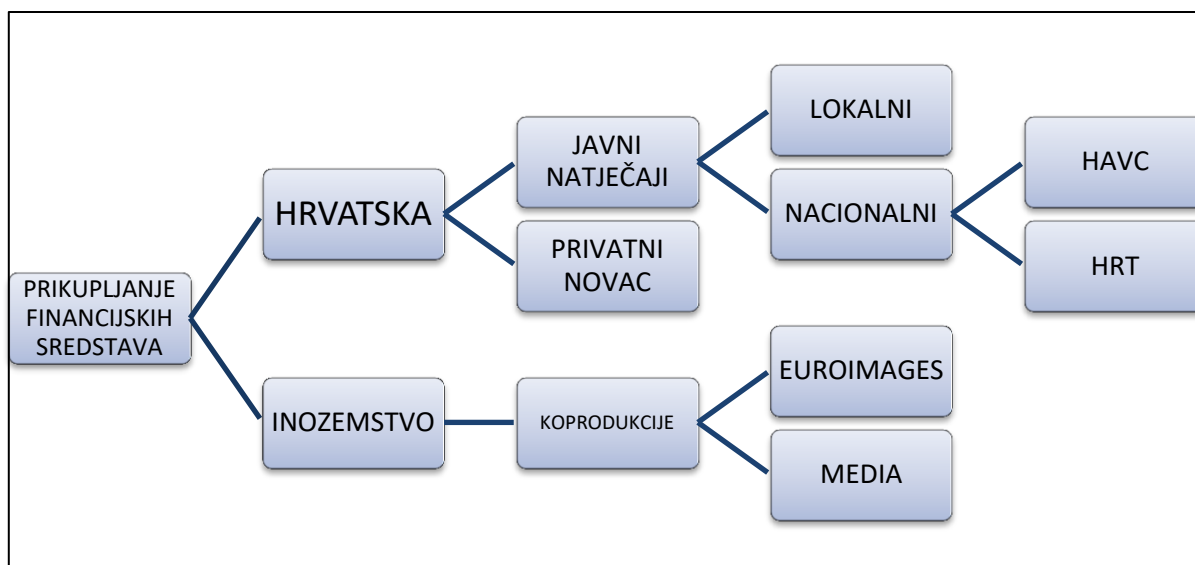 PRIKUPLJANJE
FINANCIJSKIH
SREDSTAVA
HRVATSKA
JAVNI
NATJEČAJI
LOKALNI
NACIONALNI
HAVC
HRT
PRIVATNI
NOVAC
INOZEMSTVO
KOPRODUKCIJE
EUROIMAGES
MEDIA